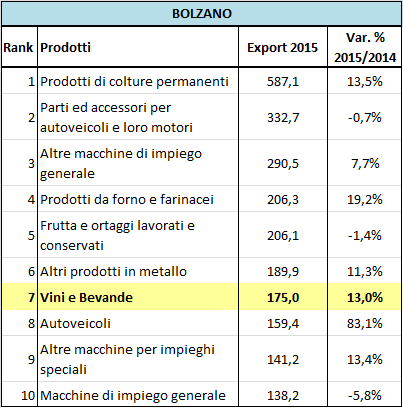 BOLZANO
Rank Prodotti Export 2015 Var. % 2015/2014
1 Prodotti di colture permanenti 587,1 13,5%
2 Parti ed accessori per autoveicoli e loro motori 332,7 -0,7%
3 Altre macchine di impiego generale 290,5 7,7%
4 Prodotti da forno e farinacei 206,3 19,2%
5 Frutta e ortaggi lavorati e conservati 206,1 -1,4%
6 Altri prodotti in metallo 189,9 11,3%
7 Vini e Bevande 175,0 13,0%
8 Autoveicoli 159,4 83,1%
9 Altre macchine per impieghi speciali 141,2 13,4%
10 Macchine di impiego generale 138,2 -5,8%